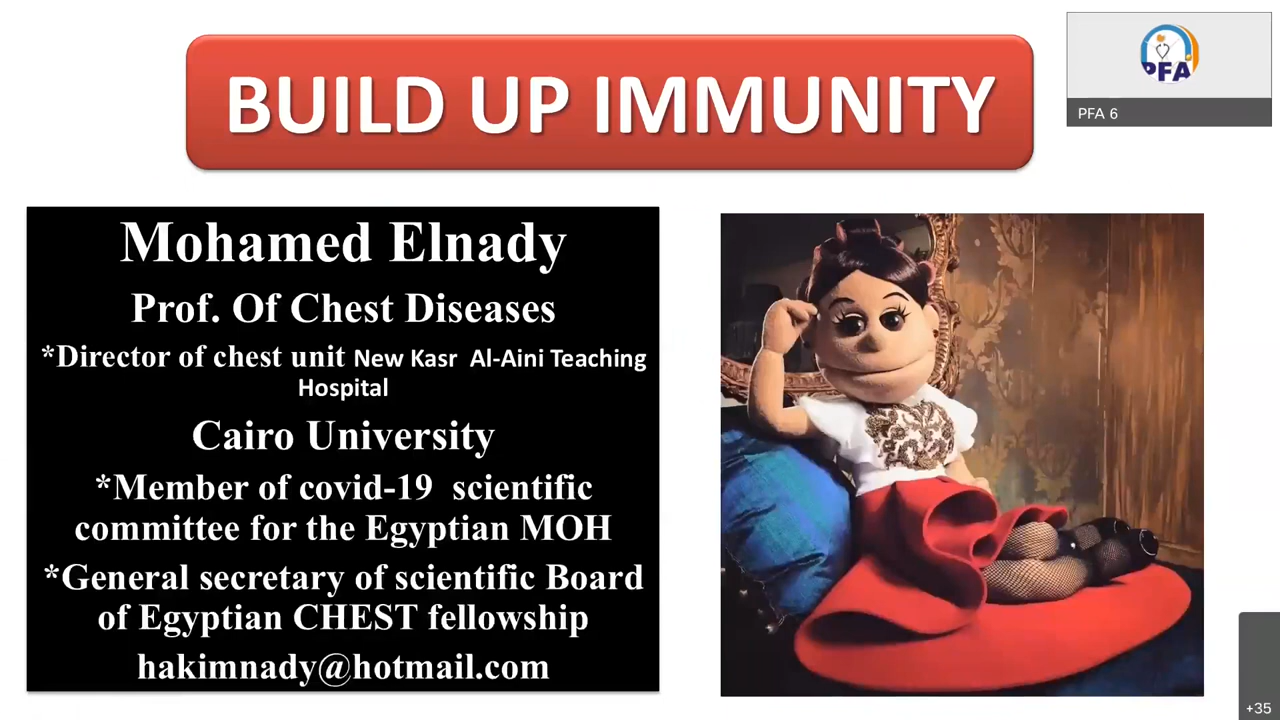 BUILD UP IMMUNITY
PFA
PFA 6
Mohamed Elnady
Prof. Of Chest Diseases
*Director of chest unit New Kasr Al-Aini Teaching
Hospital
Cairo University
*Member of covid-19 scientific
committee for the Egyptian MOH
*General secretary of scientific Board
of Egyptian CHEST fellowship
hakimnady@hotmail.com
+35